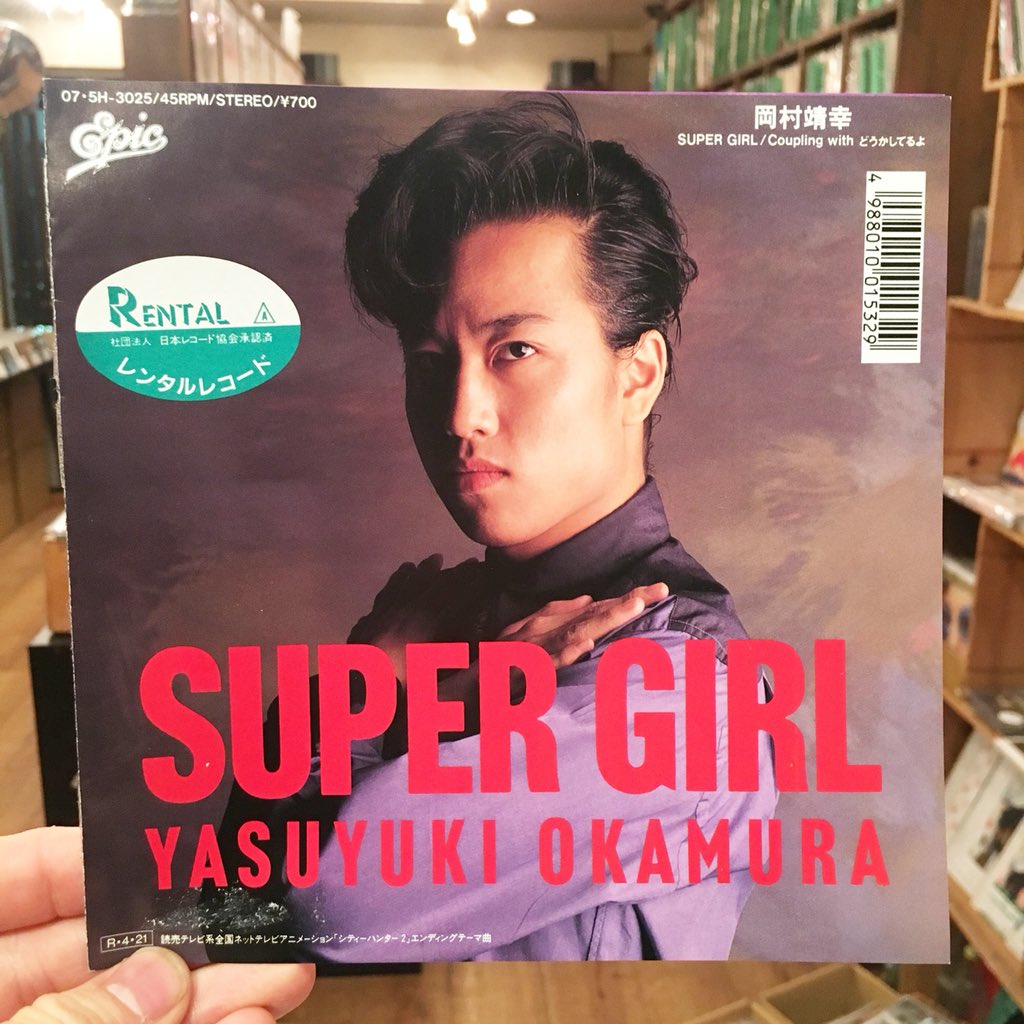 07・5H-3025/45RPM/STEREO/¥700
Epic
岡村靖幸
SUPER GIRL/Coupling with どうかしてるよ
4 988010 015329
RENTAL
社団法人 日本レコード協会承認済
レンタルレコード
SUPER GIRL
YASUYUKI OKAMURA
R・4・21 読売テレビ系全国ネットテレビアニメーション「シティーハンター2」エンディングテーマ曲